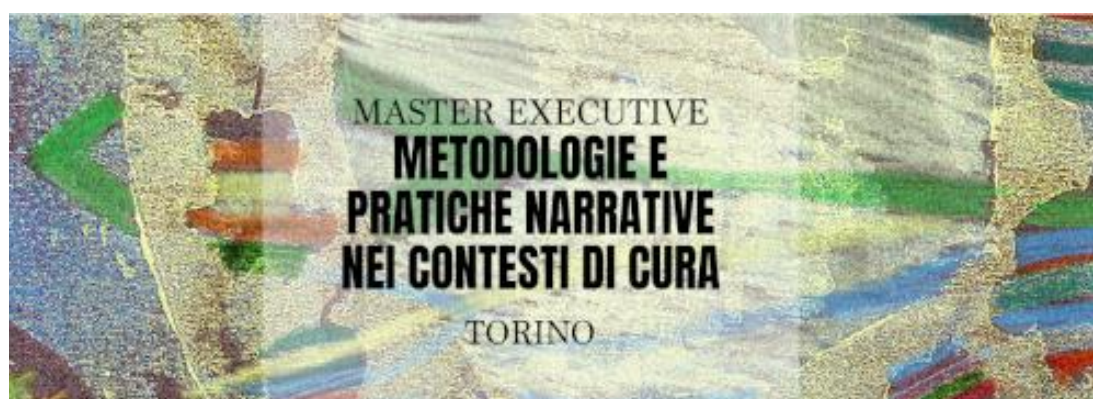 MASTER EXECUTIVE
METODOLOGIE E
PRATICHE NARRATIVE
NEI CONTESTI DI CURA
TORINO